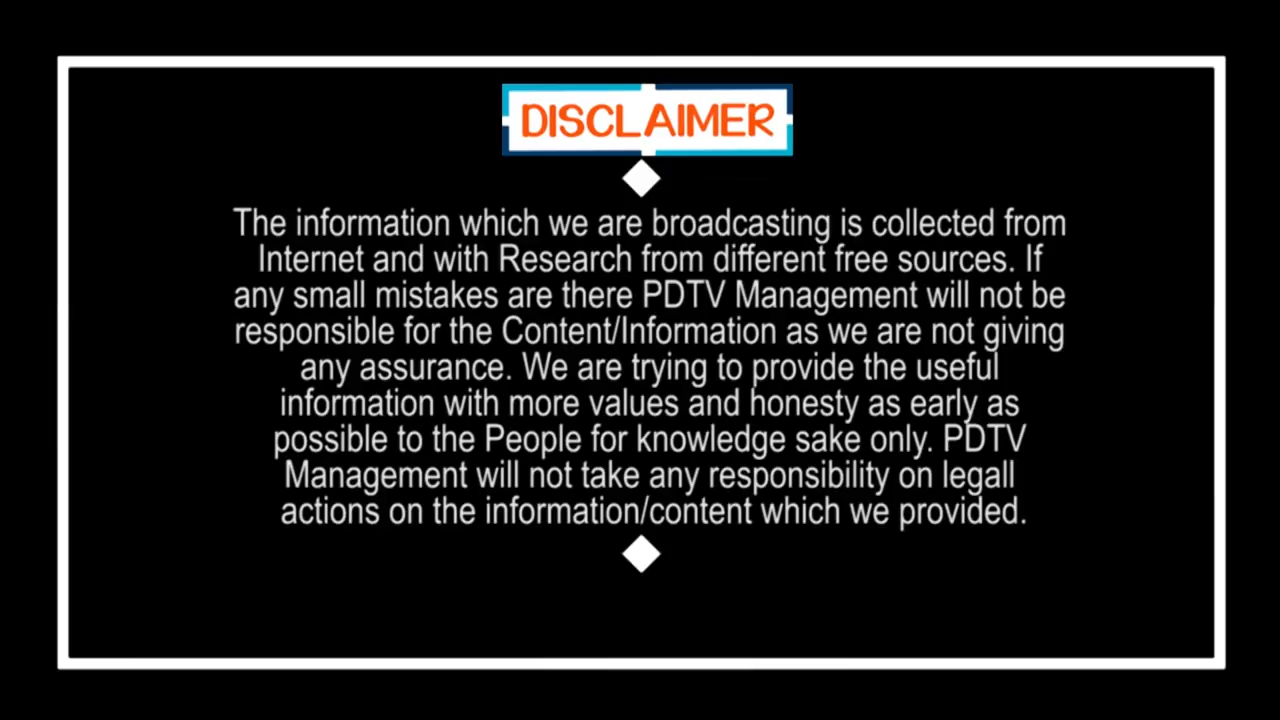 DISCLAIMER
The information which we are broadcasting is collected from
Internet and with Research from different free sources. If
any small mistakes are there PDTV Management will not be
responsible for the Content/Information as we are not giving
any assurance. We are trying to provide the useful
information with more values and honesty as early as
possible to the People for knowledge sake only. PDTV
Management will not take any responsibility on legall
actions on the information/content which we provided.